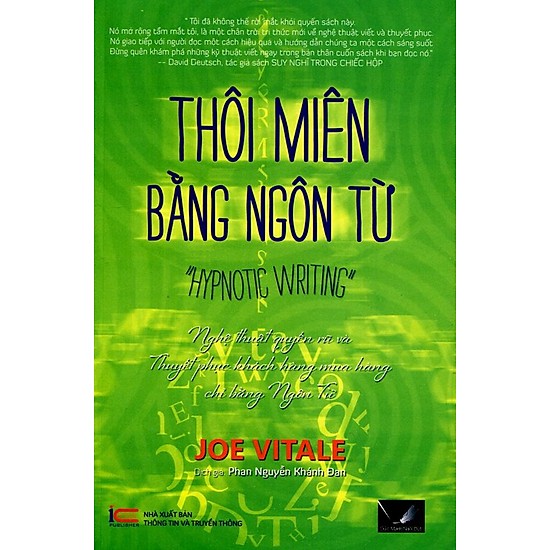 "Tôi đã không thể rời mắt khỏi quyển sách này.
Nó mở rộng tầm mắt tôi, là một chân trời tri thức mới về nghệ thuật viết và thuyết phục.
Nó giao tiếp với người đọc một cách hiệu quả và hướng dẫn chúng ta một cách sáng suốt.
Đừng quên khám phá những kỹ thuật viết ngay trong bản thân cuốn sách khi bạn đọc nó."
-- David Deutsch, tác giả sách SUY NGHĨ TRONG CHIẾC HỘP
THÔI MIÊN
BẰNG NGÔN TỪ
"HYPNOTIC WRITING"
Nghệ thuật quyến rũ và
Thuyết phục khách hàng mua hàng
chỉ bằng Ngôn Từ
JOE VITALE
Dịch giả: Phan Nguyễn Khánh Đan
IC
PUBLISHER
NHÀ XUẤT BẢN
THÔNG TIN VÀ TRUYỀN THÔNG